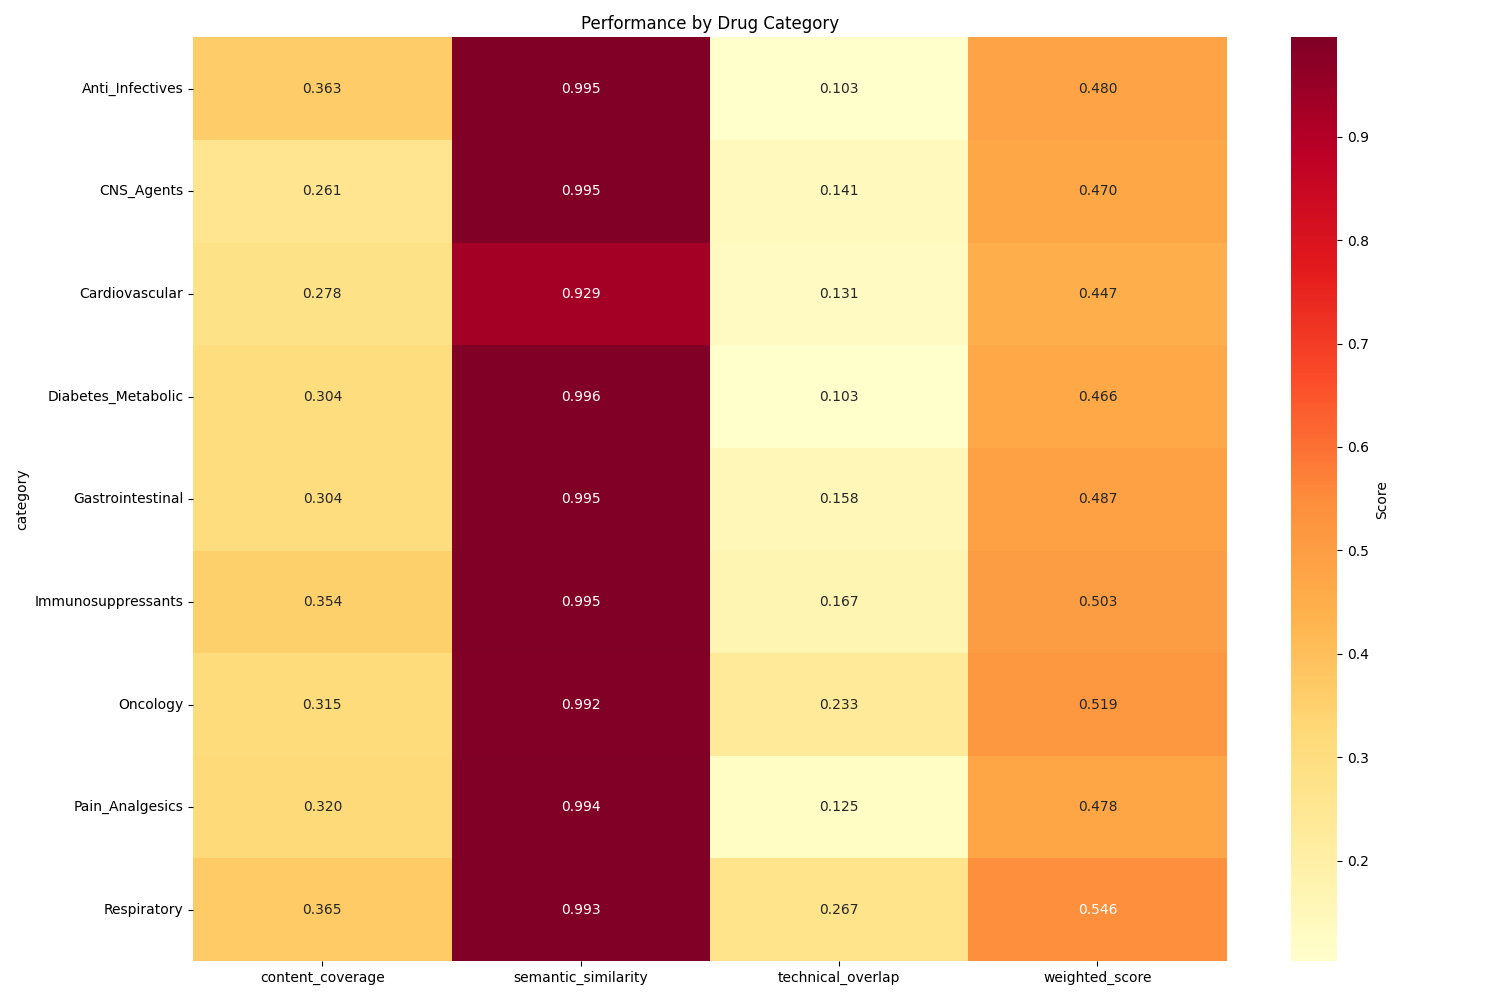 Performance by Drug Category
category
Anti_Infectives 0.363 0.995 0.103 0.480
CNS_Agents 0.261 0.995 0.141 0.470
Cardiovascular 0.278 0.929 0.131 0.447
Diabetes_Metabolic 0.304 0.996 0.103 0.466
Gastrointestinal 0.304 0.995 0.158 0.487
Immunosuppressants 0.354 0.995 0.167 0.503
Oncology 0.315 0.992 0.233 0.519
Pain_Analgesics 0.320 0.994 0.125 0.478
Respiratory 0.365 0.993 0.267 0.546
content_coverage semantic_similarity technical_overlap weighted_score
0.9
0.8
0.7
0.6
0.5
0.4
0.3
0.2
Score